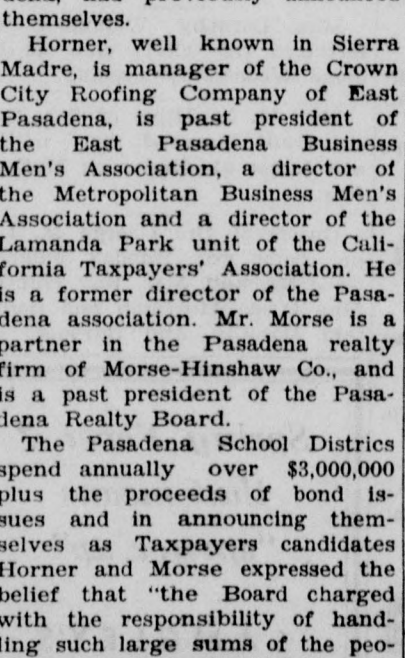 themselves.
Horner, well known in Sierra
Madre, is manager of the Crown
City Roofing Company of East
Pasadena, is past president of
the East Pasadena Business
Men's Association, a director of
the Metropolitan Business Men's
Association and a director of the
Lamanda Park unit of the Cali-
fornia Taxpayers' Association. He
is a former director of the Pasa-
dena association. Mr. Morse is a
partner in the Pasadena realty
firm of Morse-Hinshaw Co., and
is a past president of the Pasa-
dena Realty Board.
The Pasadena School Districs
spend annually over $3,000,000
plus the proceeds of bond is-
sues and in announcing them-
selves as Taxpayers candidates
Horner and Morse expressed the
belief that "the Board charged
with the responsibility of hand-
ling such large sums of the peo-